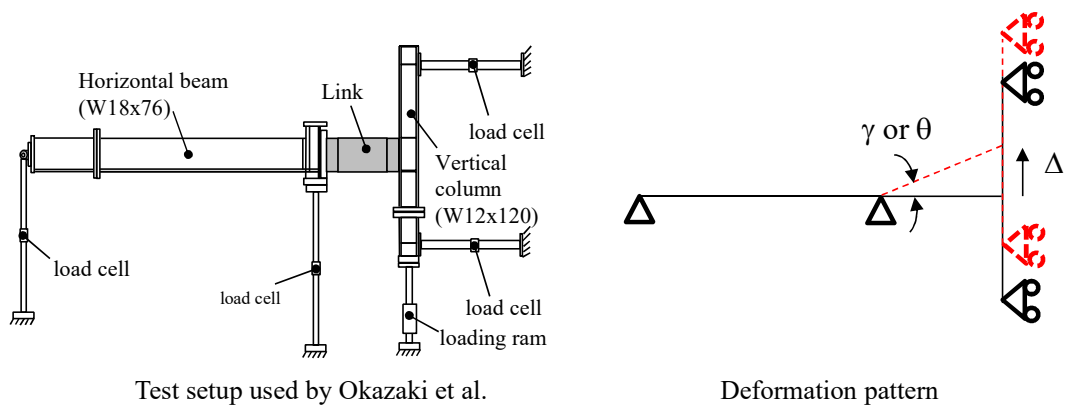 Horizontal beam
(W18x76)
Link
load cell
Vertical
column
(W12x120)
load cell
load cell
load cell
loading ram
Test setup used by Okazaki et al.
γ or θ
Δ
Deformation pattern